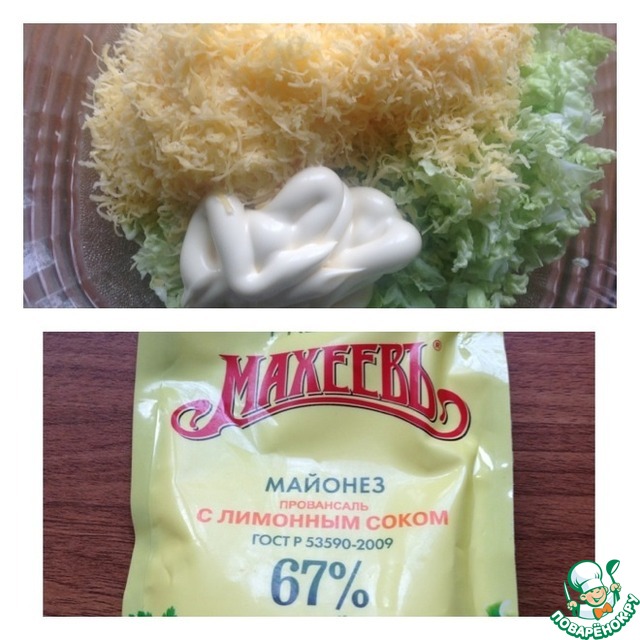 МАХЕЕВЪ®
МАЙОНЕЗ
ПРОВАНСАЛЬ
С ЛИМОННЫМ СОКОМ
ГОСТ Р 53590-2009
67%
ПОВАРЁНОК.РУ